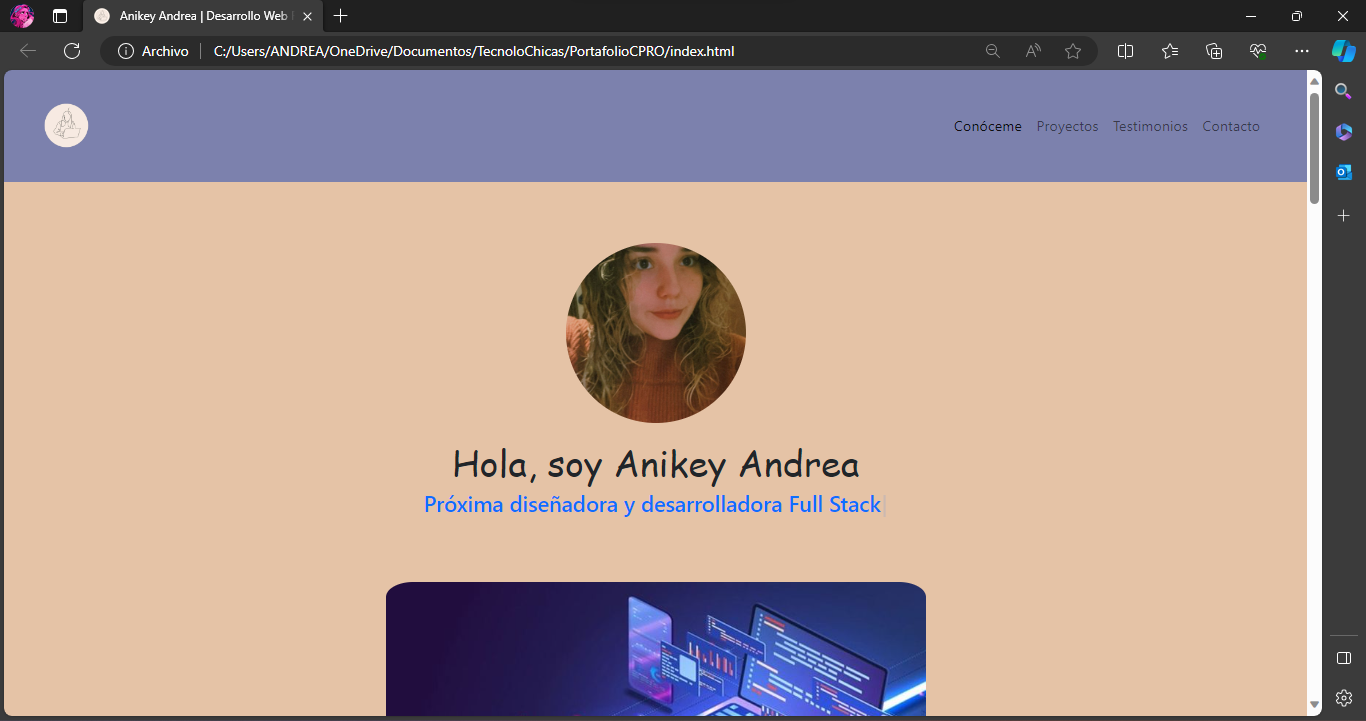 Anikey Andrea | Desarrollo Web
Archivo C:/Users/ANDREA/OneDrive/Documentos/TecnoloChicas/PortafolioCPRO/index.html
Conóceme Proyectos Testimonios Contacto
Hola, soy Anikey Andrea
Próxima diseñadora y desarrolladora Full Stack